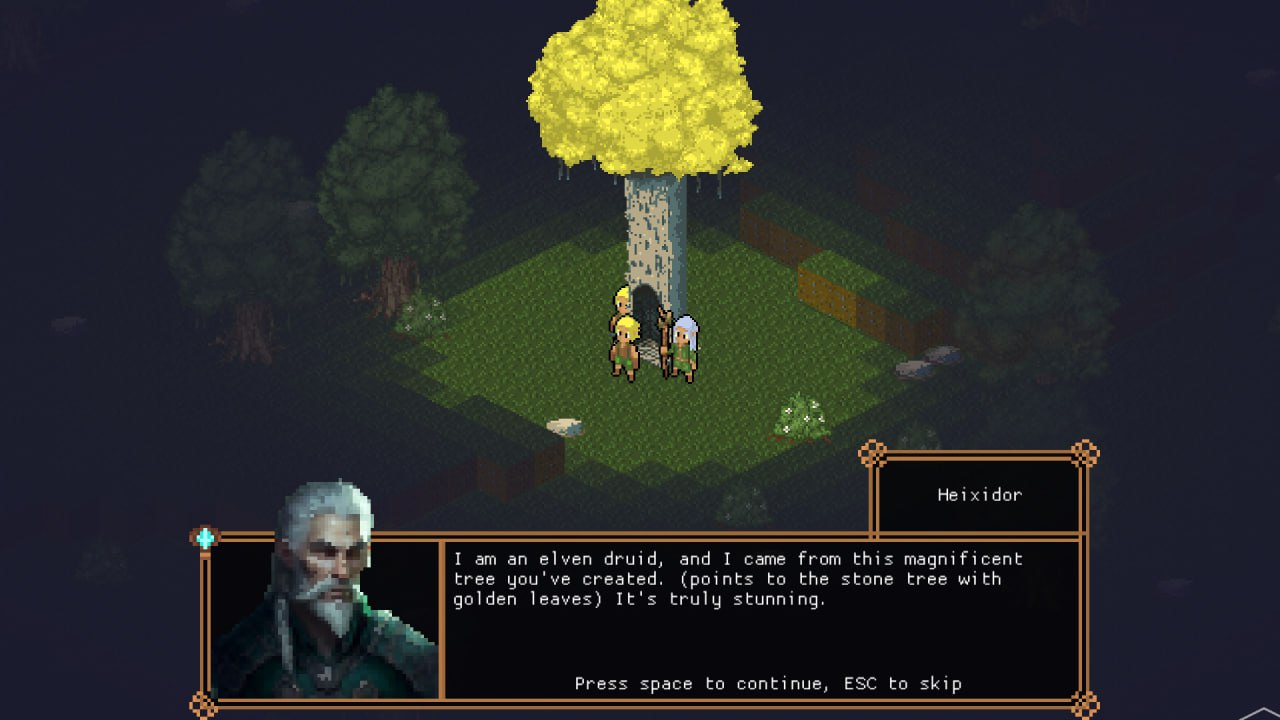 Heixidor
I am an elven druid, and I came from this magnificent
tree you've created. (points to the stone tree with
golden leaves) It's truly stunning.
Press space to continue, ESC to skip